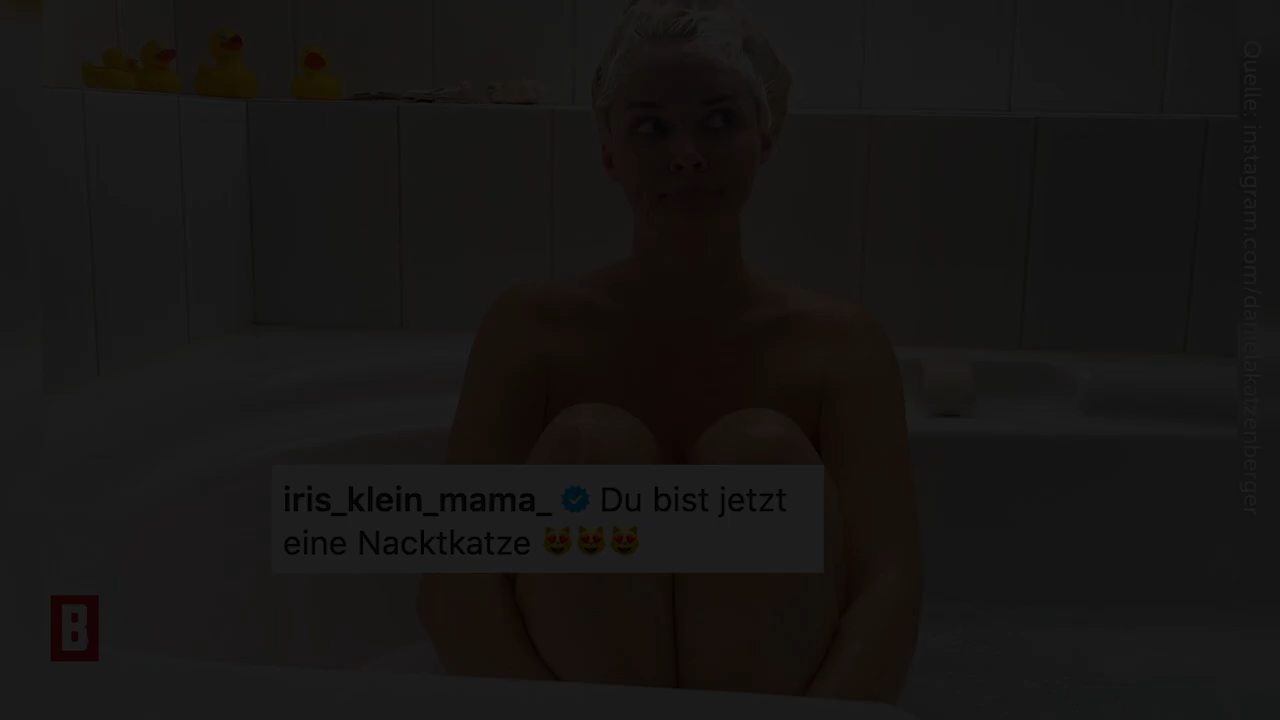 iris_klein_mama_ Du bist jetzt
eine Nacktkatze
B
Quelle: instagram.com/danielakatzenberger